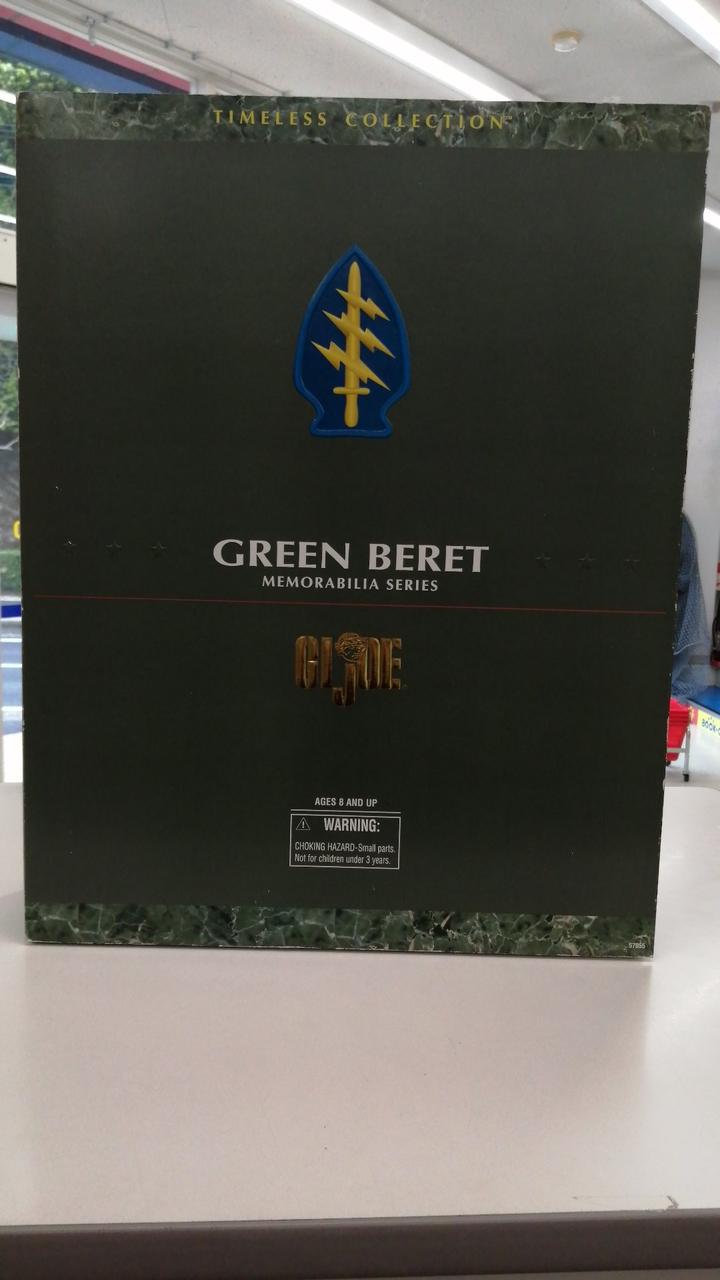 TIMELESS COLLECTION™
GREEN BERET
MEMORABILIA SERIES
GI JOE
AGES 8 AND UP
WARNING:
CHOKING HAZARD-Small parts.
Not for children under 3 years.